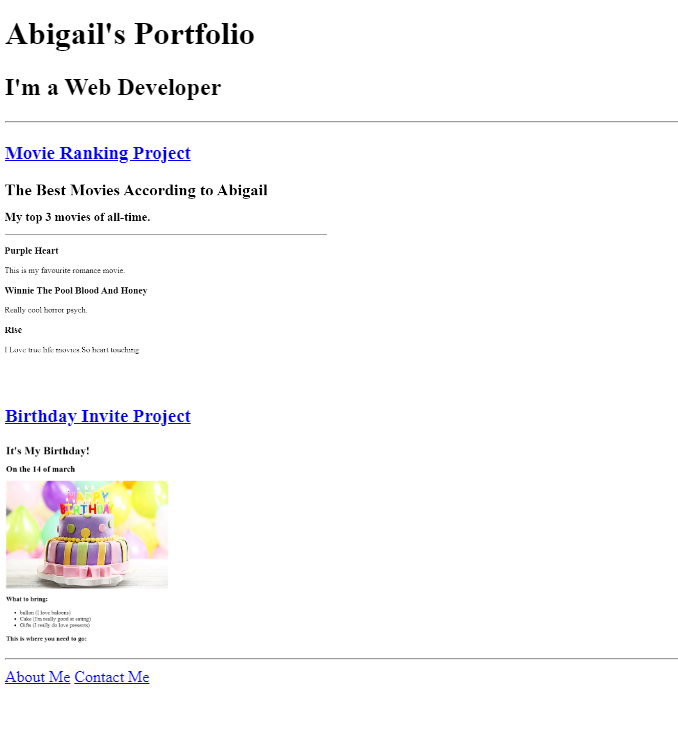 Abigail's Portfolio
I'm a Web Developer
Movie Ranking Project
The Best Movies According to Abigail
My top 3 movies of all-time.
Purple Heart
This is my favourite romance movie.
Winnie The Pool Blood And Honey
Really cool horror psych.
Rise
I Love true life movies.So heart touching
Birthday Invite Project
It's My Birthday!
On the 14 of march
HAPPY
BIRTHDAY
What to bring:
ballon (I love baloons)
Cake (I'm really good at eating)
Gifts (I really do love presents)
This is where you need to go:
About Me Contact Me